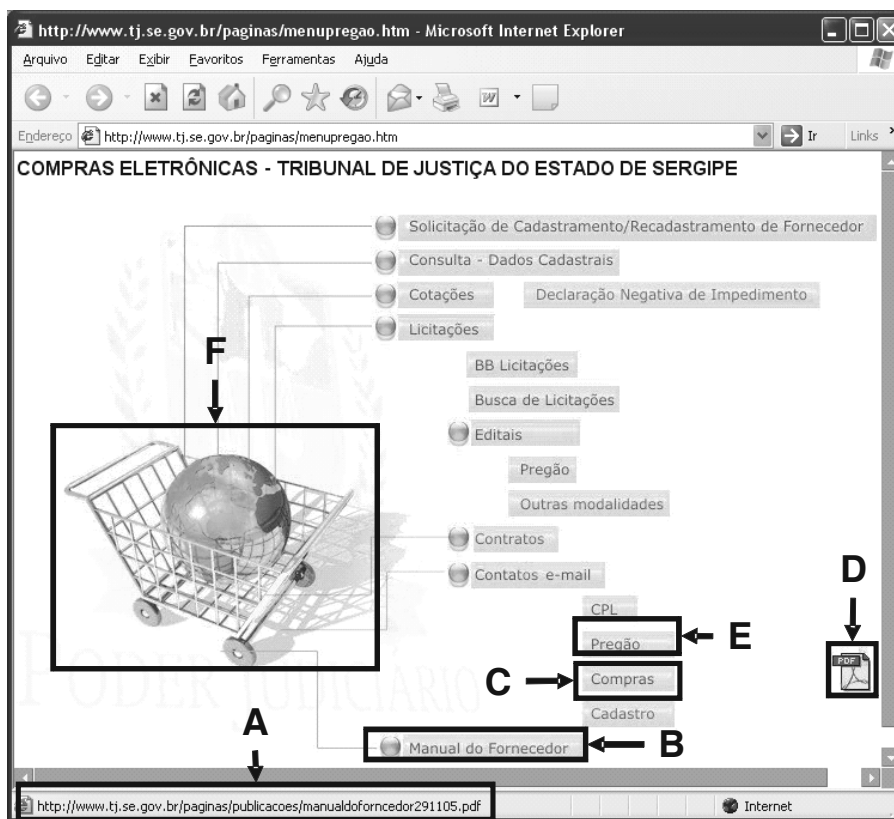 http://www.tj.se.gov.br/paginas/menupregao.htm - Microsoft Internet Explorer
Arquivo Editar Exibir Favoritos Ferramentas Ajuda
Endereço http://www.tj.se.gov.br/paginas/menupregao.htm Ir Links
COMPRAS ELETRÔNICAS - TRIBUNAL DE JUSTIÇA DO ESTADO DE SERGIPE
Solicitação de Cadastramento/Recadastramento de Fornecedor
Consulta - Dados Cadastrais
Cotações Declaração Negativa de Impedimento
Licitações
F
BB Licitações
Busca de Licitações
Editais
Pregão
Outras modalidades
Contratos
Contatos e-mail
D
CPL
Pregão E
PDF
C Compras
PODER JUDICIÁRIO
Cadastro
A
Manual do Fornecedor B
http://www.tj.se.gov.br/paginas/publicacoes/manualdoforncedor291105.pdf Internet